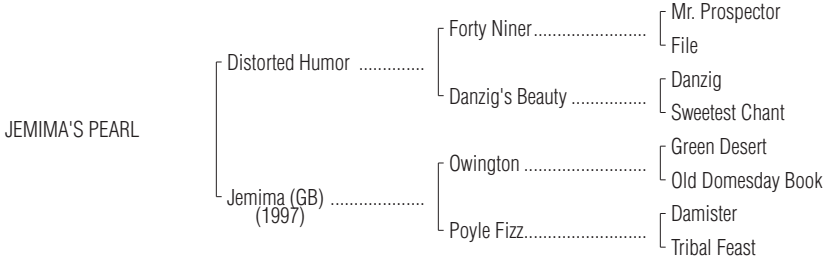 Mr. Prospector
Forty Niner........................
File
Distorted Humor ..............
Danzig
Danzig's Beauty ................
Sweetest Chant
JEMIMA'S PEARL
Green Desert
Owington ..........................
Old Domesday Book
Jemima (GB) ....................
(1997)
Damister
Poyle Fizz..........................
Tribal Feast